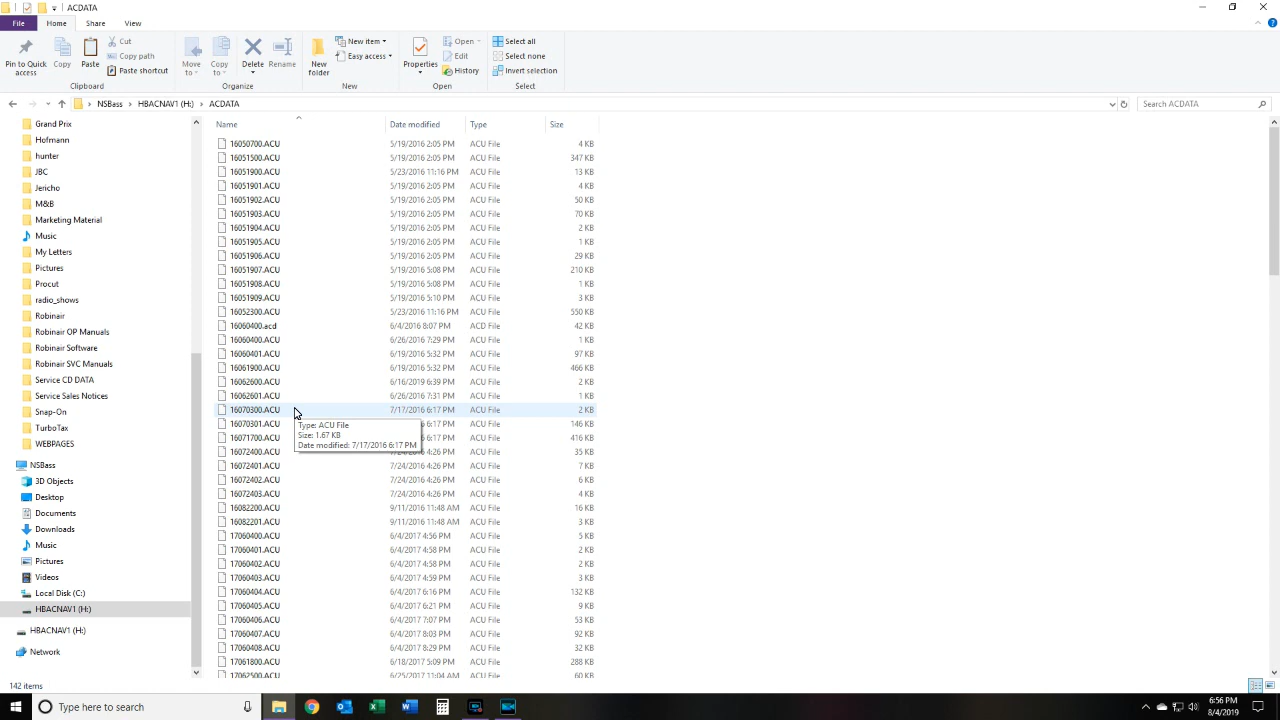 ACDATA
File Home Share View
Pin to Quick access
Copy
Paste
Cut
Copy path
Paste shortcut
Move to
Copy to
Delete
Rename
New folder
New item
Easy access
Properties
Open
Edit
History
Select all
Select none
Invert selection
Clipboard Organize New Open Select
NSBass > HBACNAV1 (H:) > ACDATA
Search ACDATA
Grand Prix
Hofmann
hunter
JBC
Jericho
M&B
Marketing Material
Music
My Letters
Pictures
Procut
radio_shows
Robinair
Robinair OP Manuals
Robinair Software
Robinair SVC Manuals
Service CD DATA
Service Sales Notices
Snap-On
TurboTax
WEBPAGES
NSBass
3D Objects
Desktop
Documents
Downloads
Music
Pictures
Videos
Local Disk (C:)
HBACNAV1 (H:)
HBACNAV1 (H:)
Network
Name Date modified Type Size
16050700.ACU 5/19/2016 2:05 PM ACU File 4 KB
16051500.ACU 5/19/2016 2:05 PM ACU File 347 KB
16051900.ACU 5/23/2016 11:16 PM ACU File 13 KB
16051901.ACU 5/19/2016 2:05 PM ACU File 4 KB
16051902.ACU 5/19/2016 2:05 PM ACU File 50 KB
16051903.ACU 5/19/2016 2:05 PM ACU File 70 KB
16051904.ACU 5/19/2016 2:05 PM ACU File 2 KB
16051905.ACU 5/19/2016 2:05 PM ACU File 1 KB
16051906.ACU 5/19/2016 2:05 PM ACU File 29 KB
16051907.ACU 5/19/2016 5:08 PM ACU File 210 KB
16051908.ACU 5/19/2016 5:08 PM ACU File 1 KB
16051909.ACU 5/19/2016 5:10 PM ACU File 3 KB
16052300.ACU 5/23/2016 11:16 PM ACU File 550 KB
16060400.acd 6/4/2016 8:07 PM ACD File 42 KB
16060400.ACU 6/26/2016 7:29 PM ACU File 1 KB
16060401.ACU 6/19/2016 5:32 PM ACU File 97 KB
16061900.ACU 6/19/2016 5:32 PM ACU File 466 KB
16062600.ACU 6/16/2019 6:39 PM ACU File 2 KB
16062601.ACU 6/26/2016 7:31 PM ACU File 1 KB
16070300.ACU 7/17/2016 6:17 PM ACU File 2 KB
16070301.ACU 6:17 PM ACU File 146 KB
16071700.ACU 6:17 PM ACU File 416 KB
16072400.ACU 7/24/2016 4:26 PM ACU File 35 KB
16072401.ACU 7/24/2016 4:26 PM ACU File 7 KB
16072402.ACU 7/24/2016 4:26 PM ACU File 6 KB
16072403.ACU 7/24/2016 4:26 PM ACU File 4 KB
16082200.ACU 9/11/2016 11:48 AM ACU File 16 KB
16082201.ACU 9/11/2016 11:48 AM ACU File 3 KB
17060400.ACU 6/4/2017 4:56 PM ACU File 5 KB
17060401.ACU 6/4/2017 4:58 PM ACU File 2 KB
17060402.ACU 6/4/2017 4:58 PM ACU File 2 KB
17060403.ACU 6/4/2017 4:59 PM ACU File 3 KB
17060404.ACU 6/4/2017 6:16 PM ACU File 132 KB
17060405.ACU 6/4/2017 6:21 PM ACU File 9 KB
17060406.ACU 6/4/2017 7:07 PM ACU File 53 KB
17060407.ACU 6/4/2017 8:03 PM ACU File 92 KB
17060408.ACU 6/4/2017 8:29 PM ACU File 32 KB
17061800.ACU 6/18/2017 5:09 PM ACU File 288 KB
17062500.ACU 6/25/2017 11:04 AM ACU File 60 KB
Type: ACU File
Size: 1.67 KB
Date modified: 7/17/2016 6:17 PM
142 items
Type here to search
6:56 PM
8/4/2019